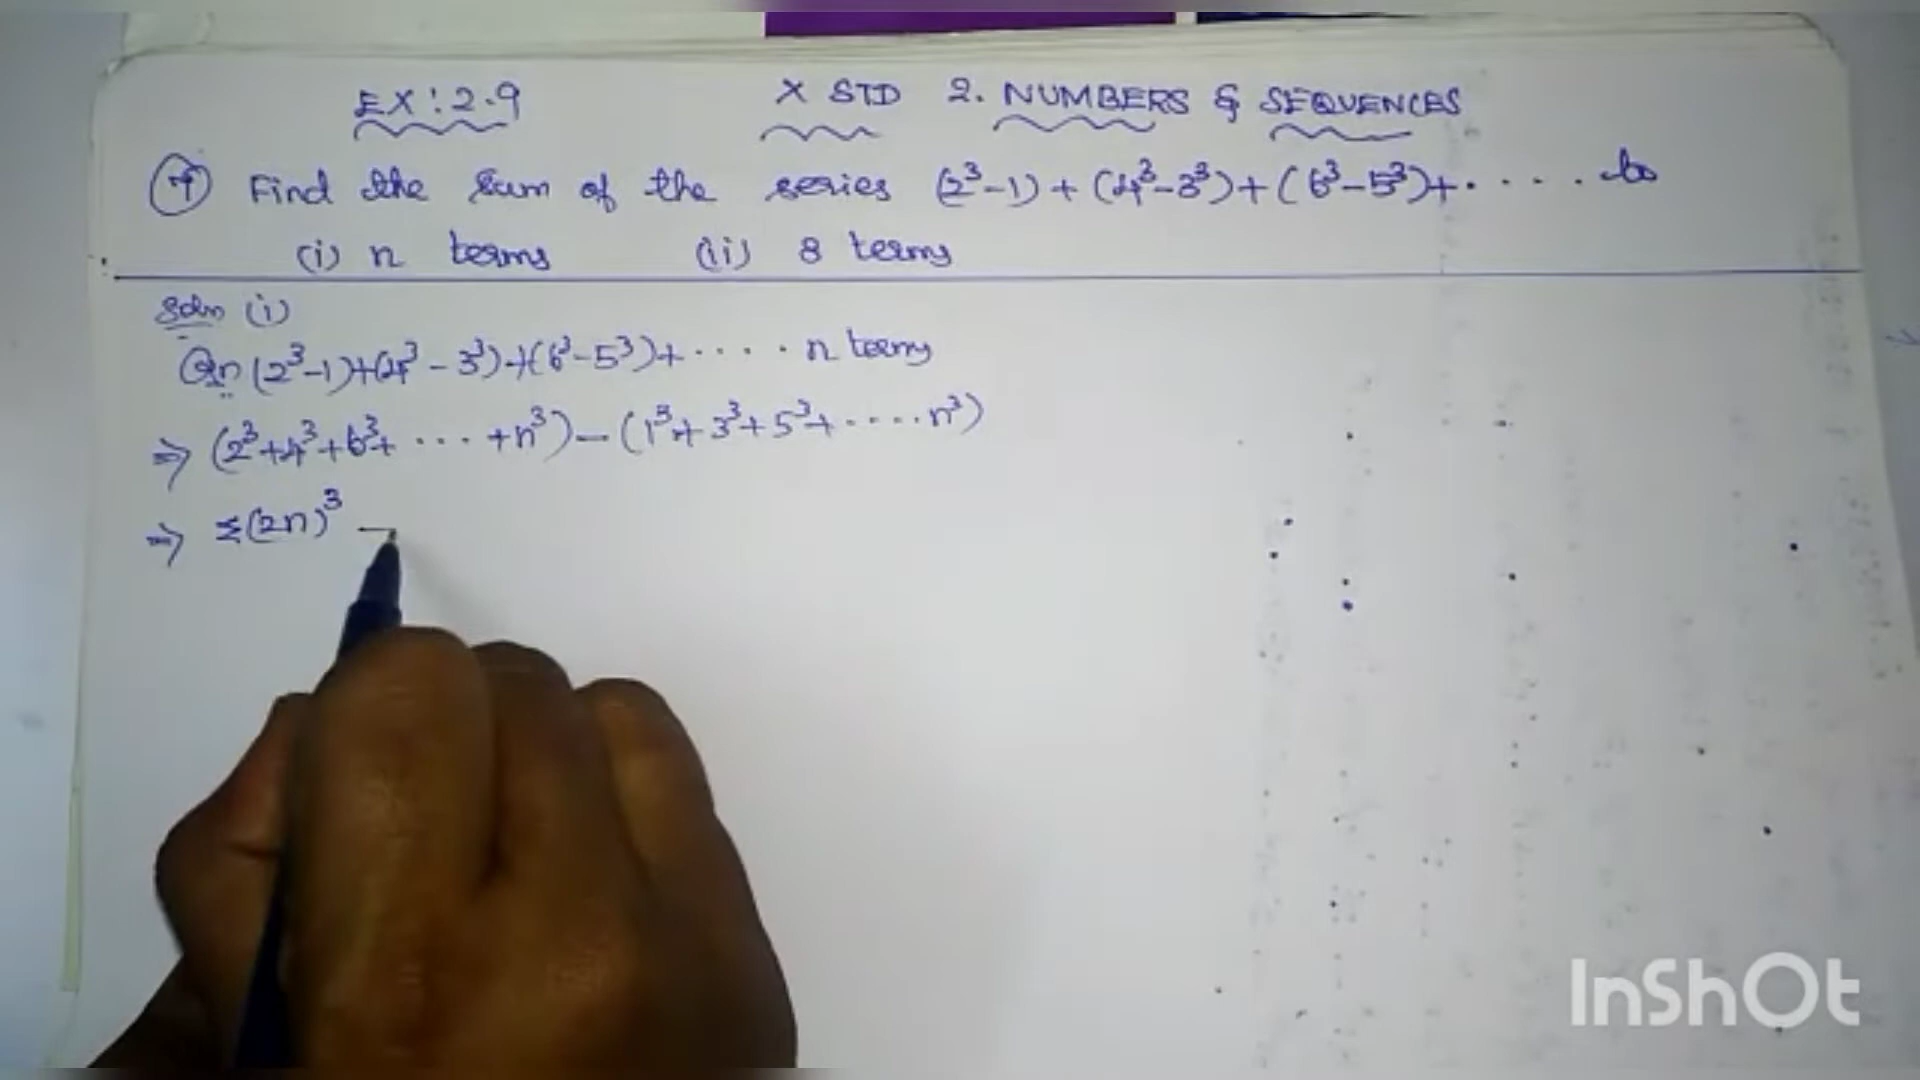 EX: 2.9 X STD 2. NUMBERS & SEQUENCES
7 Find the sum of the series (2³-1) + (4³-3³) + (6³-5³) + ····· to
(i) n terms (ii) 8 terms
Soln (i)
Gn (2³-1)+(4³-3³)+(6³-5³)+ ···· n terms
⇒ (2³+4³+6³+ ··· +n³) - (1³+3³+5³+ ····n³)
⇒ Σ(2n)³ —
InShOt